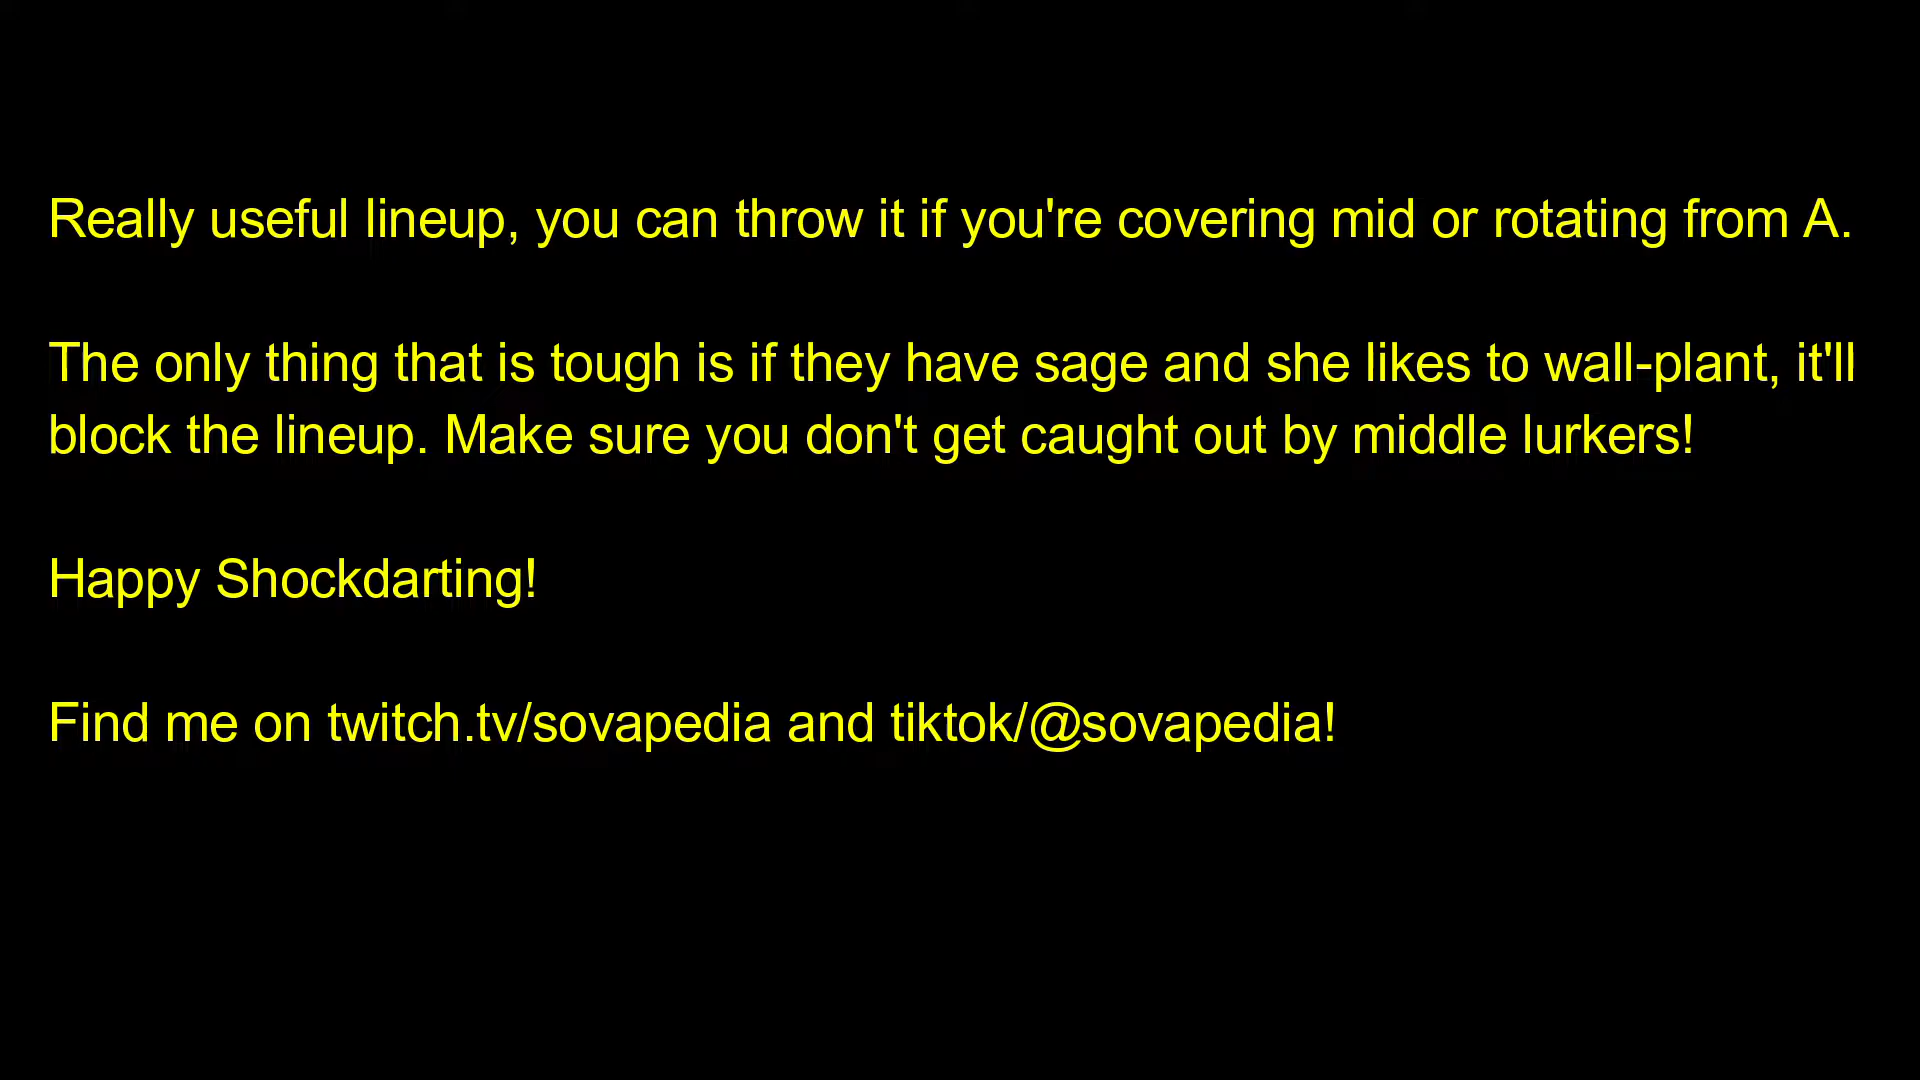 Really useful lineup, you can throw it if you're covering mid or rotating from A.
The only thing that is tough is if they have sage and she likes to wall-plant, it'll
block the lineup. Make sure you don't get caught out by middle lurkers!
Happy Shockdarting!
Find me on twitch.tv/sovapedia and tiktok/@sovapedia!